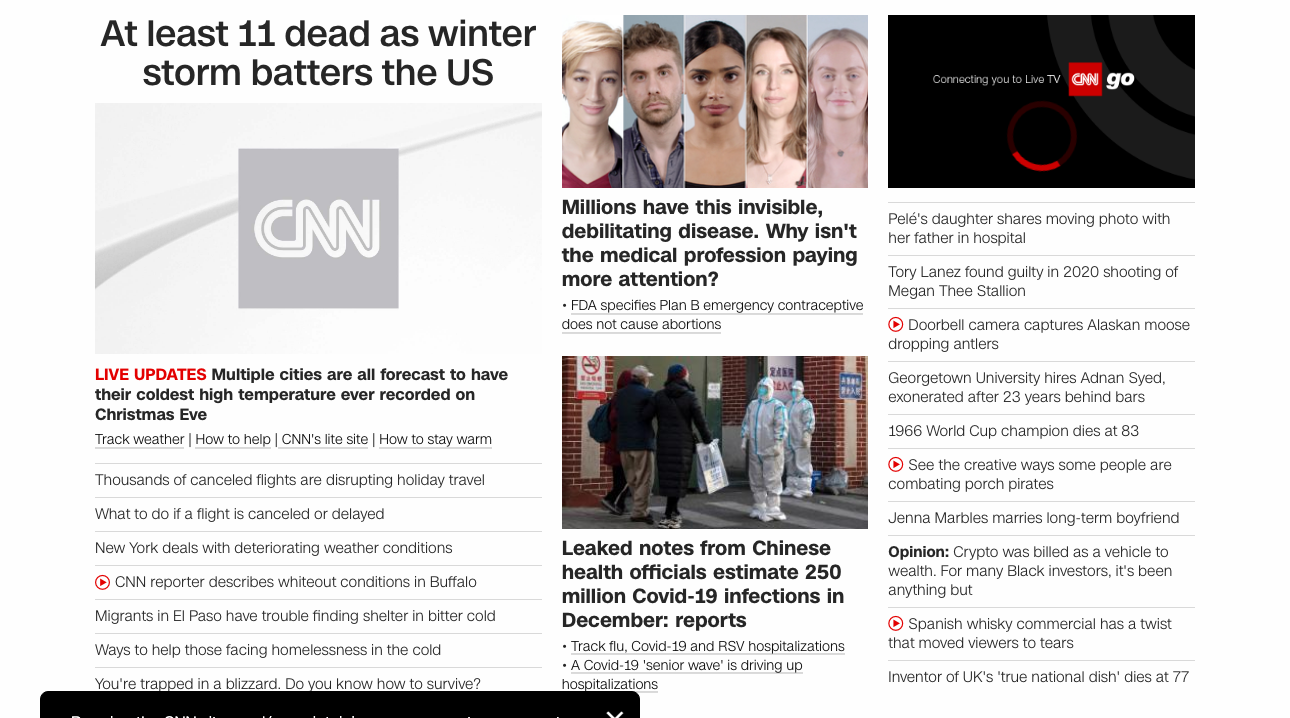 At least 11 dead as winter
storm batters the US
CNN
LIVE UPDATES Multiple cities are all forecast to have
their coldest high temperature ever recorded on
Christmas Eve
Track weather | How to help | CNN's lite site | How to stay warm
Thousands of canceled flights are disrupting holiday travel
What to do if a flight is canceled or delayed
New York deals with deteriorating weather conditions
CNN reporter describes whiteout conditions in Buffalo
Migrants in El Paso have trouble finding shelter in bitter cold
Ways to help those facing homelessness in the cold
You're trapped in a blizzard. Do you know how to survive?
Millions have this invisible,
debilitating disease. Why isn't
the medical profession paying
more attention?
• FDA specifies Plan B emergency contraceptive
does not cause abortions
Leaked notes from Chinese
health officials estimate 250
million Covid-19 infections in
December: reports
• Track flu, Covid-19 and RSV hospitalizations
• A Covid-19 'senior wave' is driving up
hospitalizations
Connecting you to Live TV CNN go
Pelé's daughter shares moving photo with
her father in hospital
Tory Lanez found guilty in 2020 shooting of
Megan Thee Stallion
Doorbell camera captures Alaskan moose
dropping antlers
Georgetown University hires Adnan Syed,
exonerated after 23 years behind bars
1966 World Cup champion dies at 83
See the creative ways some people are
combating porch pirates
Jenna Marbles marries long-term boyfriend
Opinion: Crypto was billed as a vehicle to
wealth. For many Black investors, it's been
anything but
Spanish whisky commercial has a twist
that moved viewers to tears
Inventor of UK's 'true national dish' dies at 77